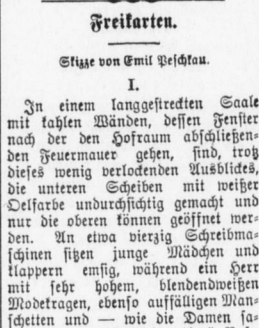 Freikarten.
Skizze von Emil Peschkau.
I.
In einem langgestreckten Saale
mit kahlen Wänden, dessen Fenster
nach der den Hofraum abschließen-
den Feuermauer gehen, sind, trotz
dieses wenig verlockenden Ausblickes,
die unteren Scheiben mit weißer
Oelfarbe undurchsichtig gemacht und
nur die oberen können geöffnet wer-
den. An etwa vierzig Schreibma-
schinen sitzen junge Mädchen und
klappern emsig, während ein Herr
mit sehr hohem, blendendweißen
Modekragen, ebenso auffälligen Man-
schetten und — wie die Damen sa-